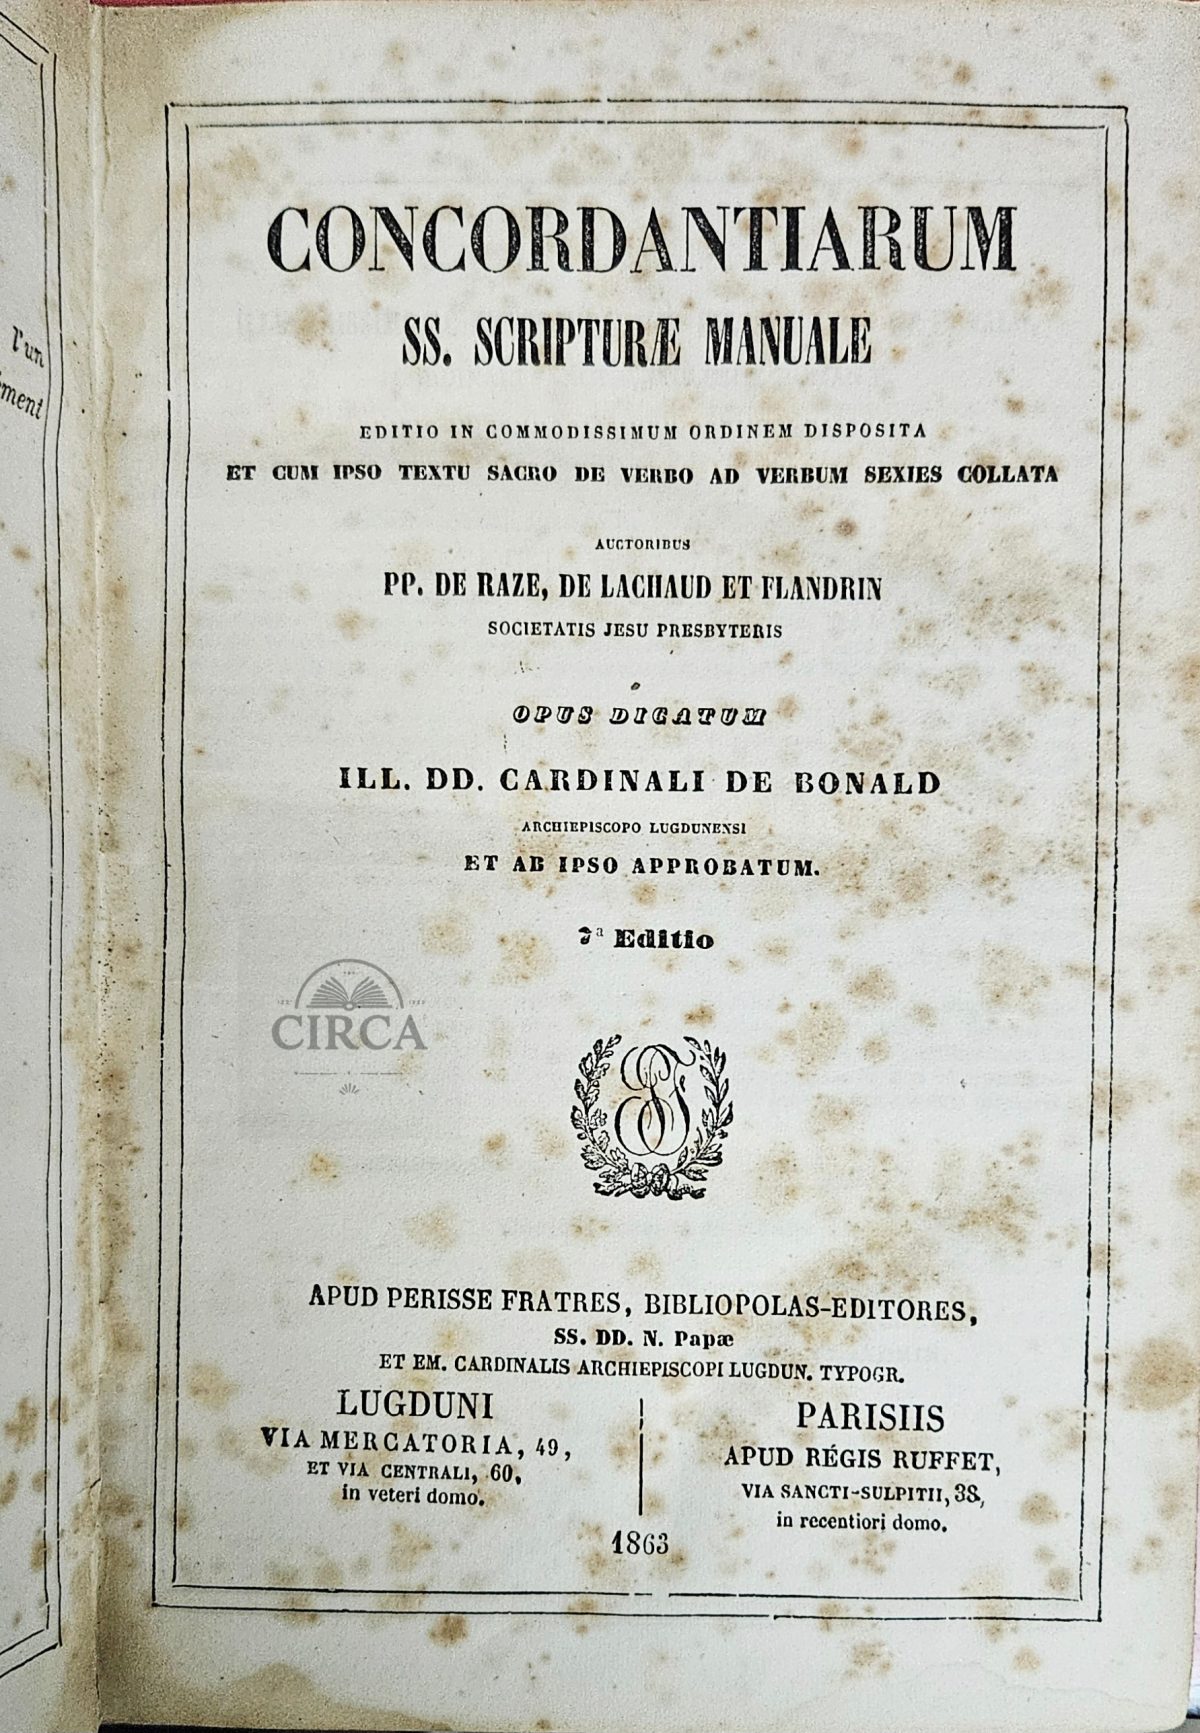 l'un
ément
CONCORDANTIARUM
SS. SCRIPTURÆ MANUALE
EDITIO IN COMMODISSIMUM ORDINEM DISPOSITA
ET CUM IPSO TEXTU SACRO DE VERBO AD VERBUM SEXIES COLLATA
AUCTORIBUS
PP. DE RAZE, DE LACHAUD ET FLANDRIN
SOCIETATIS JESU PRESBYTERIS
OPUS DICATUM
ILL. DD. CARDINALI DE BONALD
ARCHIEPISCOPO LUGDUNENSI
ET AB IPSO APPROBATUM.
7ª Editio
CIRCA
APUD PERISSE FRATRES, BIBLIOPOLAS-EDITORES,
SS. DD. N. Papæ
ET EM. CARDINALIS ARCHIEPISCOPI LUGDUN. TYPOGR.
LUGDUNI
VIA MERCATORIA, 49,
ET VIA CENTRALI, 60,
in veteri domo.
PARISIIS
APUD RÉGIS RUFFET,
VIA SANCTI-SULPITII, 38,
in recentiori domo.
1863